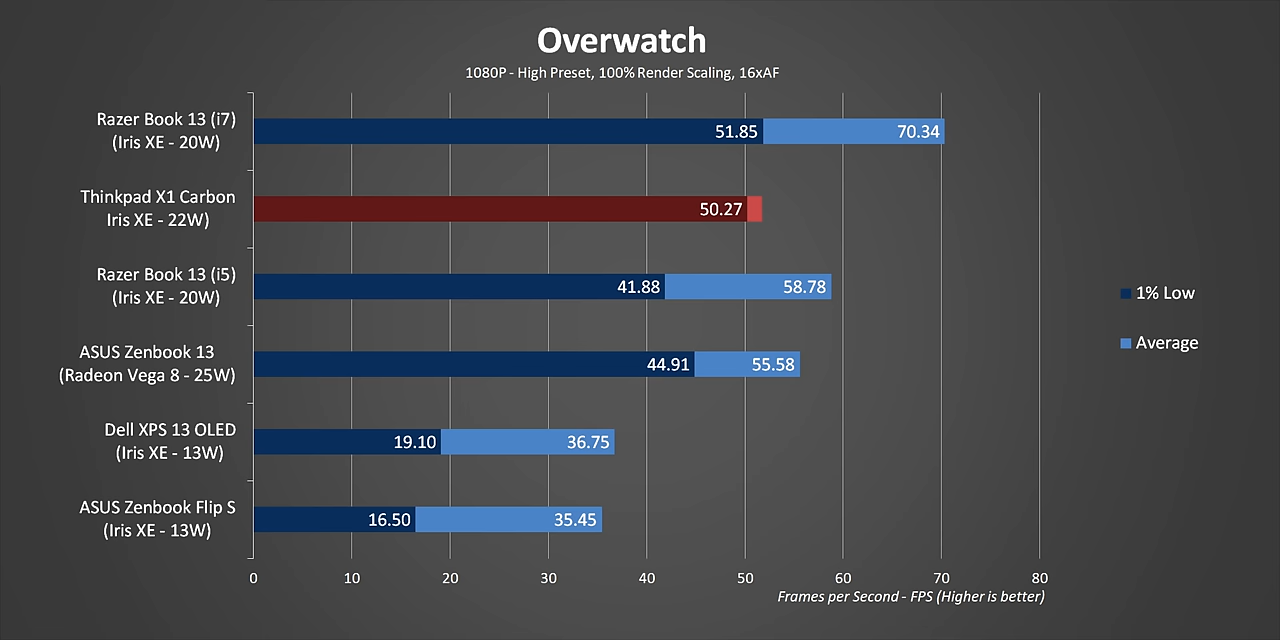 Overwatch
1080P - High Preset, 100% Render Scaling, 16xAF
Razer Book 13 (i7)
(Iris XE - 20W)
51.85
70.34
Thinkpad X1 Carbon
Iris XE - 22W)
50.27
Razer Book 13 (i5)
(Iris XE - 20W)
41.88
58.78
ASUS Zenbook 13
(Radeon Vega 8 - 25W)
44.91
55.58
Dell XPS 13 OLED
(Iris XE - 13W)
19.10
36.75
ASUS Zenbook Flip S
(Iris XE - 13W)
16.50
35.45
1% Low
Average
0 10 20 30 40 50 60 70 80
Frames per Second - FPS (Higher is better)